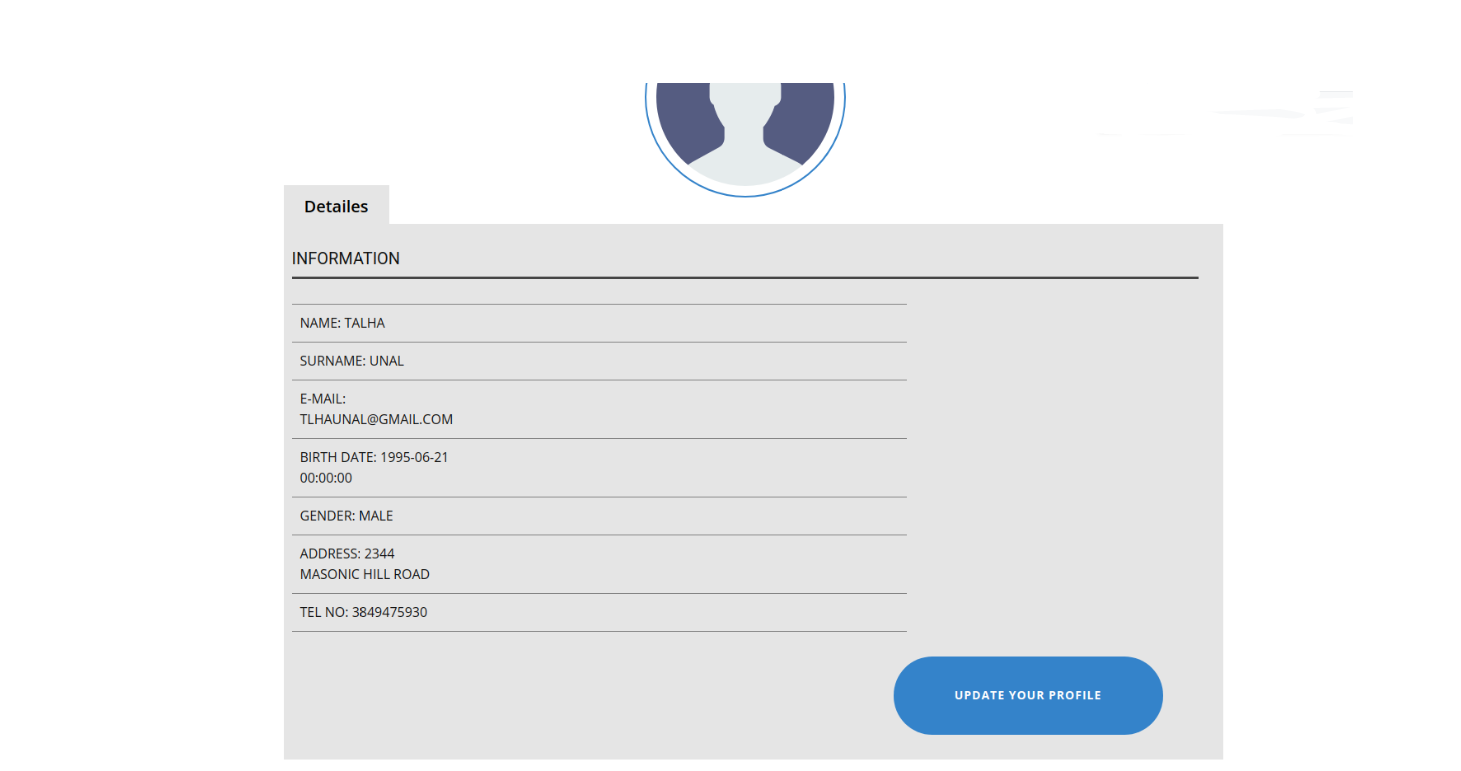 Detailes
INFORMATION
NAME: TALHA
SURNAME: UNAL
E-MAIL:
TLHAUNAL@GMAIL.COM
BIRTH DATE: 1995-06-21
00:00:00
GENDER: MALE
ADDRESS: 2344
MASONIC HILL ROAD
TEL NO: 3849475930
UPDATE YOUR PROFILE